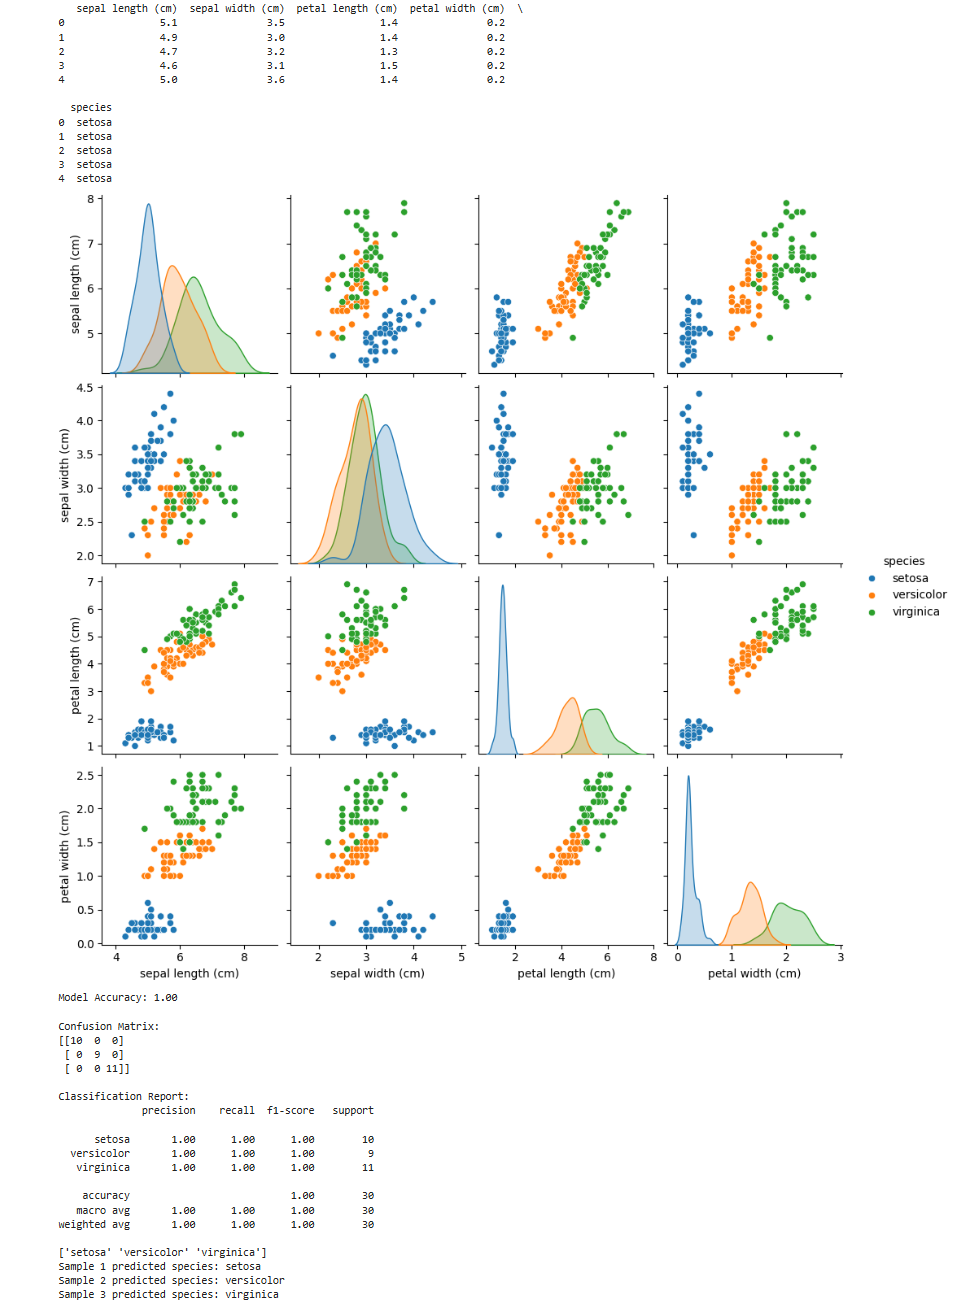 sepal length (cm)  sepal width (cm)  petal length (cm)  petal width (cm)  \
0 5.1 3.5 1.4 0.2
1 4.9 3.0 1.4 0.2
2 4.7 3.2 1.3 0.2
3 4.6 3.1 1.5 0.2
4 5.0 3.6 1.4 0.2
species
0 setosa
1 setosa
2 setosa
3 setosa
4 setosa
sepal length (cm)
8
7
6
5
sepal width (cm)
4.5
4.0
3.5
3.0
2.5
2.0
species
setosa
versicolor
virginica
petal length (cm)
7
6
5
4
3
2
1
petal width (cm)
2.5
2.0
1.5
1.0
0.5
0.0
4 6 8 2 3 4 5 2 4 6 8 0 1 2 3
sepal length (cm) sepal width (cm) petal length (cm) petal width (cm)
Model Accuracy: 1.00
Confusion Matrix:
[[10  0  0]
[ 0  9  0]
[ 0  0 11]]
Classification Report:
precision recall f1-score support
setosa 1.00 1.00 1.00 10
versicolor 1.00 1.00 1.00 9
virginica 1.00 1.00 1.00 11
accuracy 1.00 30
macro avg 1.00 1.00 1.00 30
weighted avg 1.00 1.00 1.00 30
['setosa' 'versicolor' 'virginica']
Sample 1 predicted species: setosa
Sample 2 predicted species: versicolor
Sample 3 predicted species: virginica